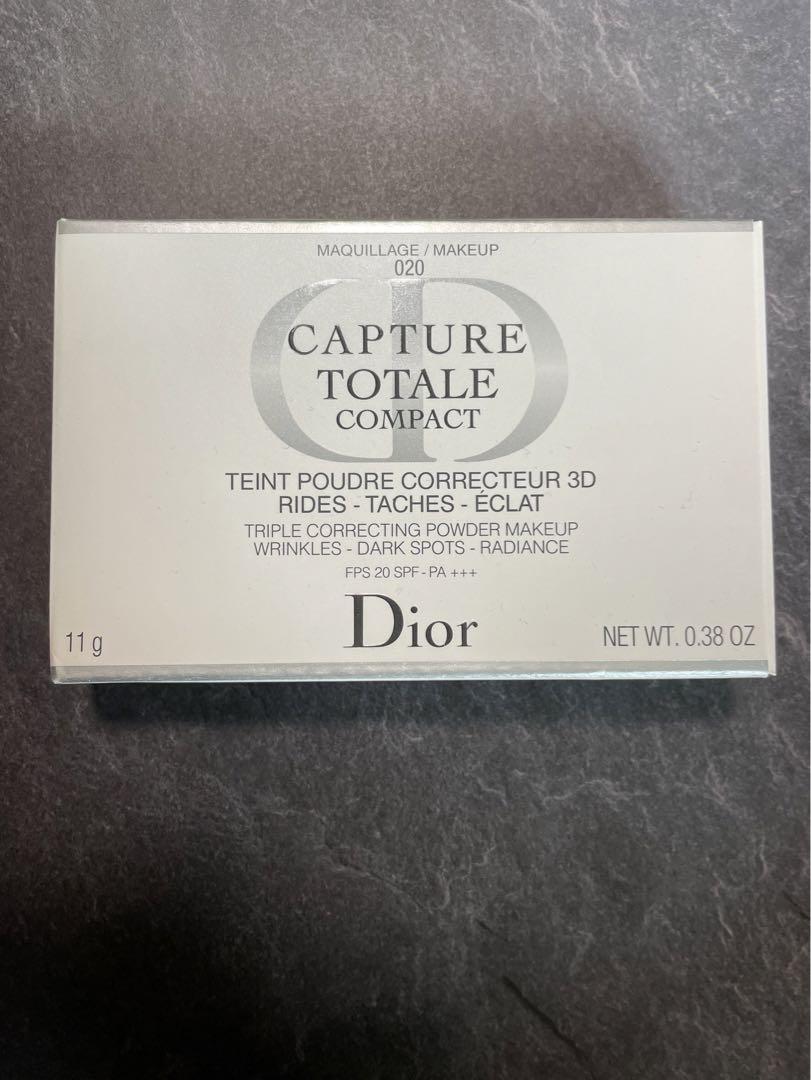 MAQUILLAGE / MAKEUP
020
CAPTURE
TOTALE
COMPACT
TEINT POUDRE CORRECTEUR 3D
RIDES - TACHES - ÉCLAT
TRIPLE CORRECTING POWDER MAKEUP
WRINKLES - DARK SPOTS - RADIANCE
FPS 20 SPF - PA +++
Dior
11 g
NET WT. 0.38 OZ